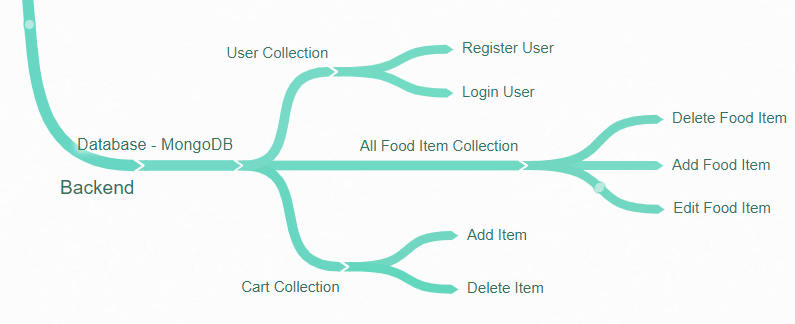 User Collection
Register User
Login User
Database - MongoDB
Backend
All Food Item Collection
Delete Food Item
Add Food Item
Edit Food Item
Cart Collection
Add Item
Delete Item